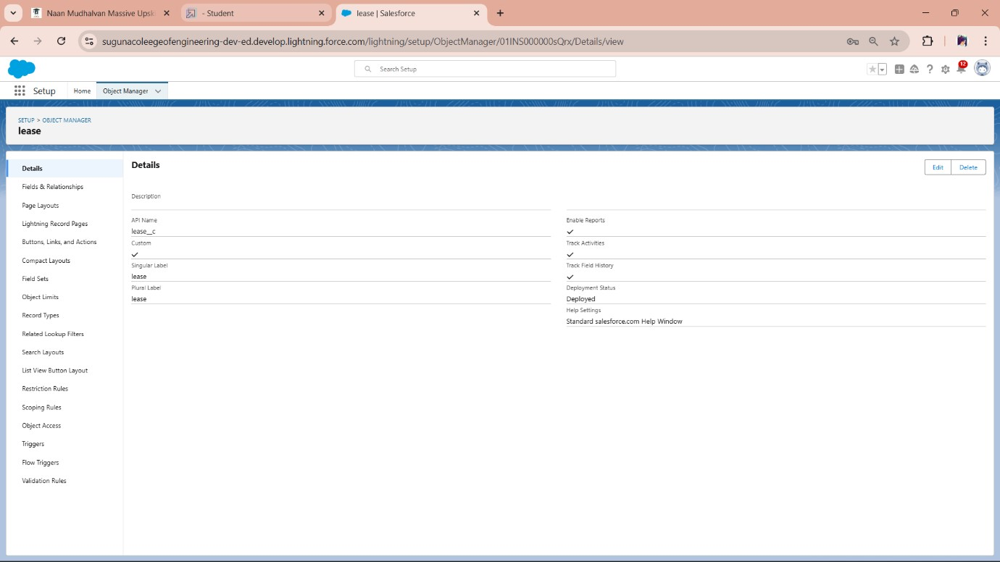 Naan Mudhalvan Massive Upsk
- Student
lease | Salesforce
sugunacoleegeofengineering-dev-ed.develop.lightning.force.com/lightning/setup/ObjectManager/01INS000000sQrx/Details/view
Search Setup
12
Setup
Home
Object Manager
SETUP > OBJECT MANAGER
lease
Details
Fields & Relationships
Page Layouts
Lightning Record Pages
Buttons, Links, and Actions
Compact Layouts
Field Sets
Object Limits
Record Types
Related Lookup Filters
Search Layouts
List View Button Layout
Restriction Rules
Scoping Rules
Object Access
Triggers
Flow Triggers
Validation Rules
Details
Edit
Delete
Description
API Name
lease__c
Custom
Singular Label
lease
Plural Label
lease
Enable Reports
Track Activities
Track Field History
Deployment Status
Deployed
Help Settings
Standard salesforce.com Help Window